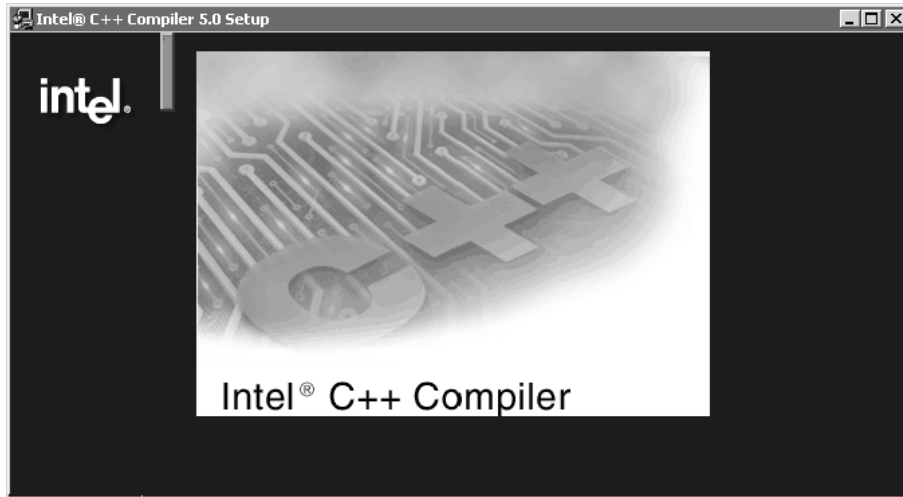 Intel® C++ Compiler 5.0 Setup
intel®
C++
Intel® C++ Compiler